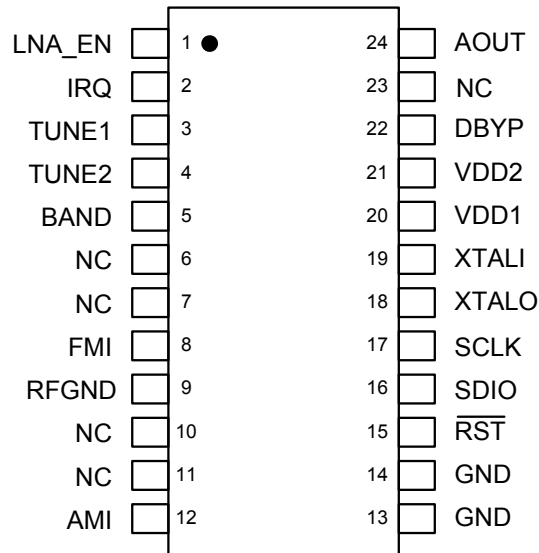 LNA_EN 1 24 AOUT
IRQ 2 23 NC
TUNE1 3 22 DBYP
TUNE2 4 21 VDD2
BAND 5 20 VDD1
NC 6 19 XTALI
NC 7 18 XTALO
FMI 8 17 SCLK
RFGND 9 16 SDIO
NC 10 15 R̅S̅T̅
NC 11 14 GND
AMI 12 13 GND